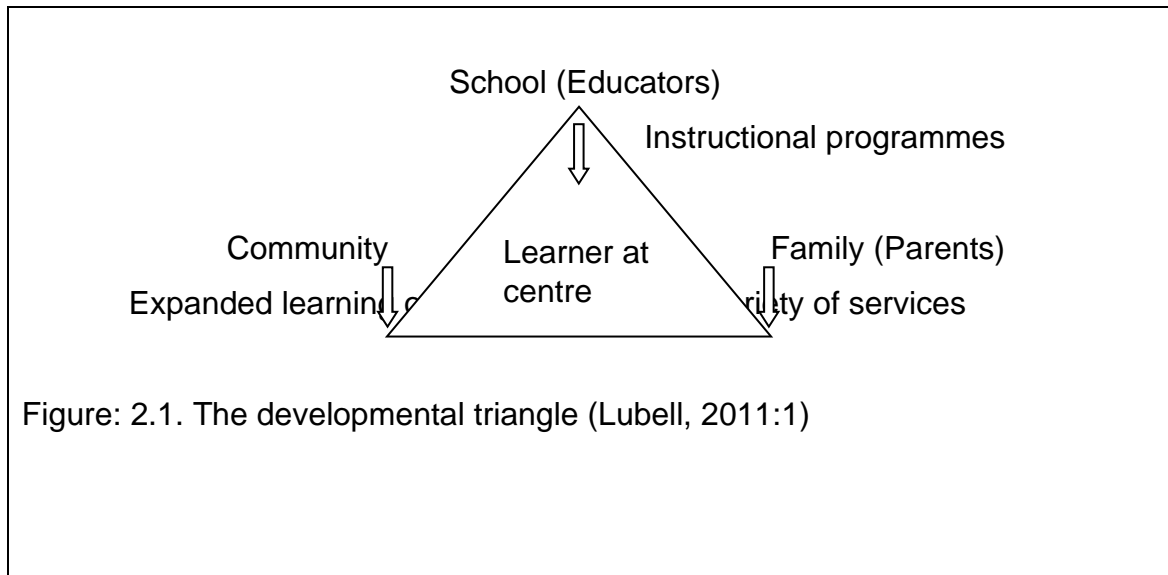 School (Educators)
Instructional programmes
Community
Family (Parents)
Learner at
centre
Expanded learning
of services
Figure: 2.1. The developmental triangle (Lubell, 2011:1)